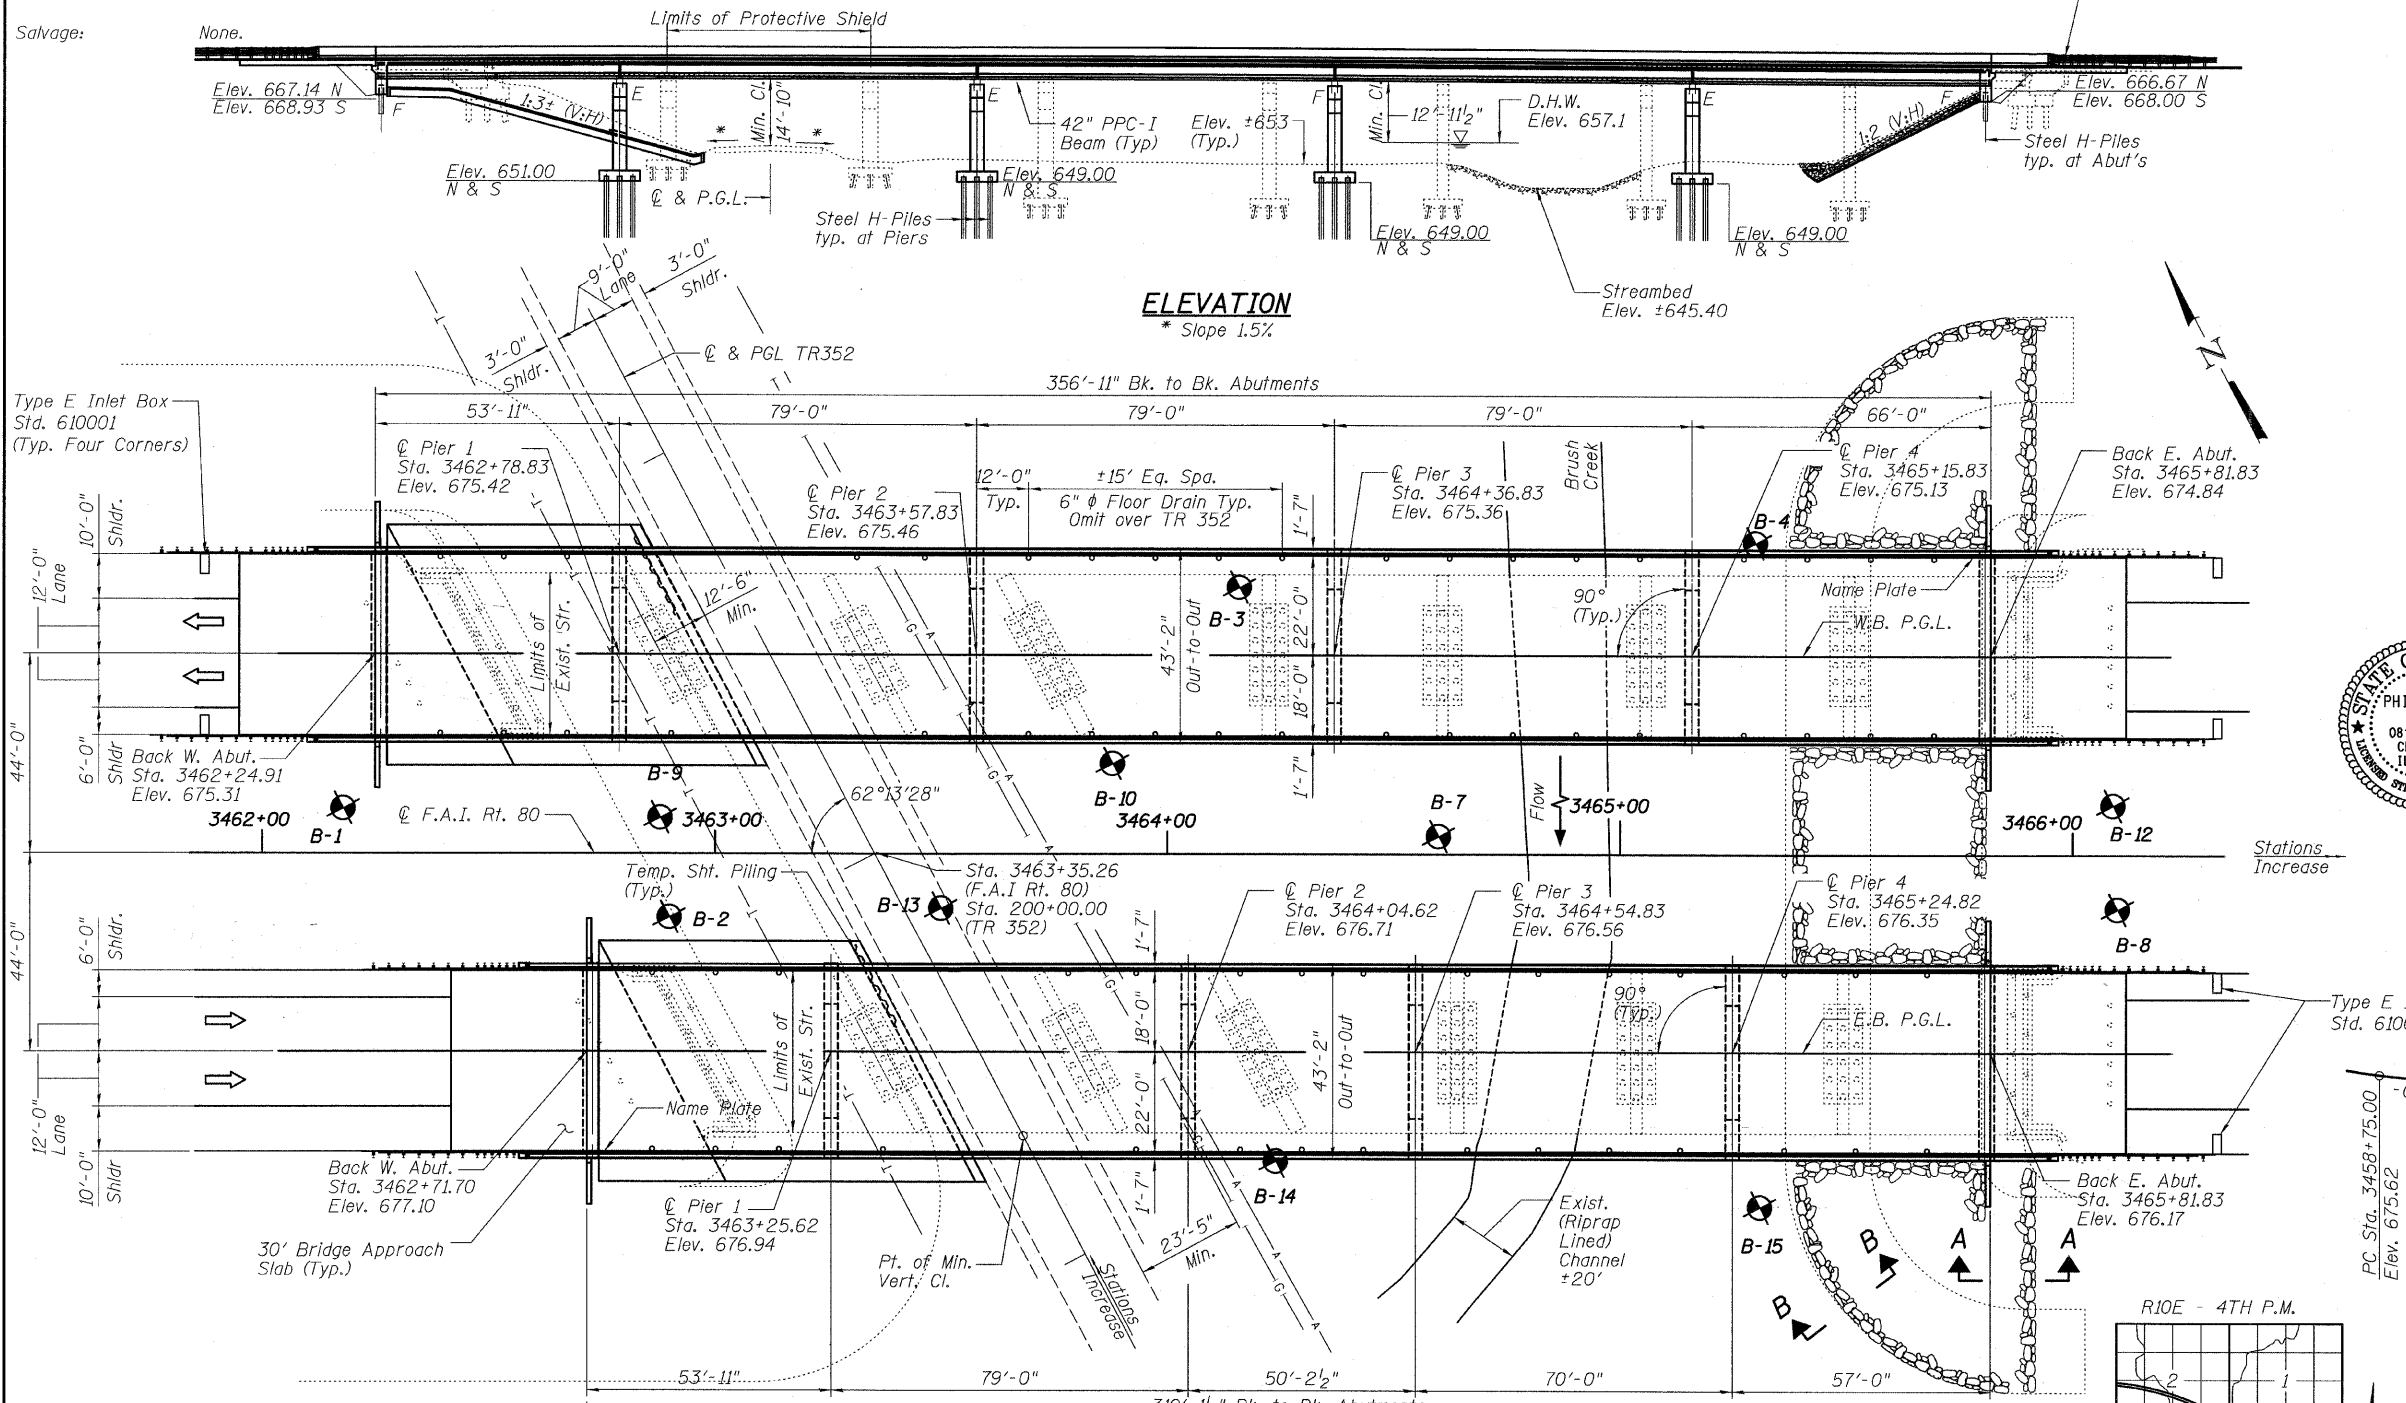 Salvage:
None.
Limits of Protective Shield
Elev. 667.14 N
Elev. 668.93 S
F
1:3± (V:H)
E
*
*
Min. Cl.
14'-10"
E
42" PPC-I
Beam (Typ)
Elev. ±653
(Typ.)
F
Min. Cl.
12'-11½"
D.H.W.
Elev. 657.1
E
1:2 (V:H)
F
Elev. 666.67 N
Elev. 668.00 S
Steel H-Piles
typ. at Abut's
Elev. 651.00
N & S
℄ & P.G.L.
Steel H-Piles
typ. at Piers
Elev. 649.00
N & S
Elev. 649.00
N & S
Elev. 649.00
N & S
Streambed
Elev. ±645.40
ELEVATION
* Slope 1.5%
N
3'-0"
Shldr.
9'-0"
Lane
3'-0"
Shldr.
℄ & PGL TR352
356'-11" Bk. to Bk. Abutments
53'-11"
79'-0"
79'-0"
79'-0"
66'-0"
Type E Inlet Box
Std. 610001
(Typ. Four Corners)
℄ Pier 1
Sta. 3462+78.83
Elev. 675.42
℄ Pier 2
Sta. 3463+57.83
Elev. 675.46
12'-0"
Typ.
±15' Eq. Spa.
6" φ Floor Drain Typ.
Omit over TR 352
℄ Pier 3
Sta. 3464+36.83
Elev. 675.36
Brush
Creek
℄ Pier 4
Sta. 3465+15.83
Elev. 675.13
Back E. Abut.
Sta. 3465+81.83
Elev. 674.84
10'-0"
Shldr.
12'-0"
Lane
6'-0"
Shldr
44'-0"
Limits of
Exist. Str.
12'-6"
Min.
43'-2"
Out-to-Out
1'-7"
22'-0"
18'-0"
1'-7"
B-3
B-4
90°
(Typ.)
Name Plate
W.B. P.G.L.
Back W. Abut.
Sta. 3462+24.91
Elev. 675.31
B-9
B-10
B-7
Flow
62°13'28"
3462+00
B-1
℄ F.A.I. Rt. 80
3463+00
3464+00
3465+00
3466+00
B-12
Stations
Increase
Temp. Sht. Piling
(Typ.)
B-2
B-13
Sta. 3463+35.26
(F.A.I Rt. 80)
Sta. 200+00.00
(TR 352)
℄ Pier 2
Sta. 3464+04.62
Elev. 676.71
℄ Pier 3
Sta. 3464+54.83
Elev. 676.56
℄ Pier 4
Sta. 3465+24.82
Elev. 676.35
B-8
44'-0"
6'-0"
Shldr.
12'-0"
Lane
10'-0"
Shldr
Limits of
Exist. Str.
Name Plate
1'-7"
18'-0"
22'-0"
1'-7"
43'-2"
Out-to-Out
90°
(Typ.)
E.B. P.G.L.
Type E
Back W. Abut.
Sta. 3462+71.70
Elev. 677.10
℄ Pier 1
Sta. 3463+25.62
Elev. 676.94
30' Bridge Approach
Slab (Typ.)
Pt. of Min.
Vert. Cl.
Stations
Increase
23'-5"
Min.
B-14
Exist.
(Riprap
Lined)
Channel
±20'
B-15
B
B
A
A
Back E. Abut.
Sta. 3465+81.83
Elev. 676.17
PC Sta. 3458+75.00
Elev. 675.62
R10E - 4TH P.M.
2
1
53'-11"
79'-0"
50'-2½"
70'-0"
57'-0"